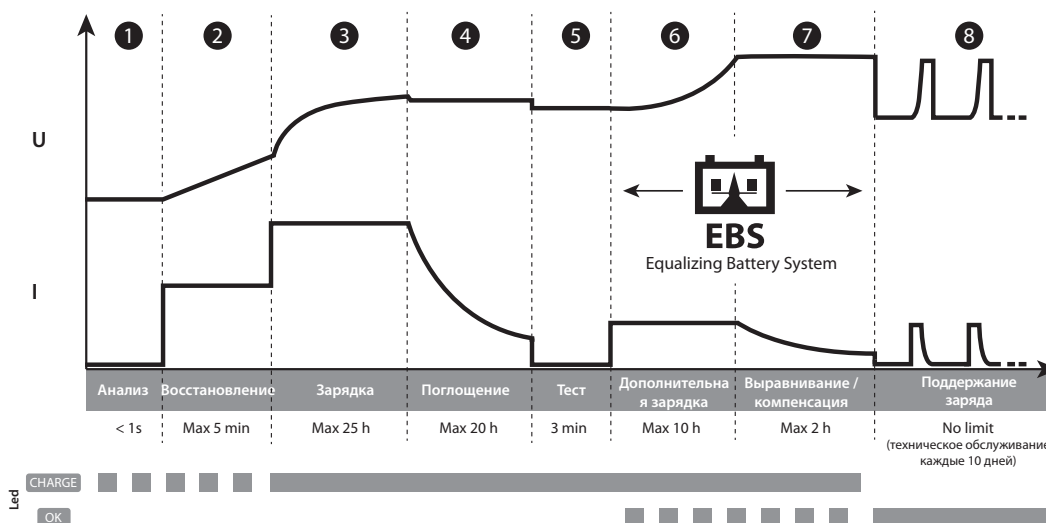 1 2 3 4 5 6 7 8
U
EBS
Equalizing Battery System
I
Анализ
Восстановление
Зарядка
Поглощение
Тест
Дополнительна
я зарядка
Выравнивание /
компенсация
Поддержание
заряда
< 1s
Max 5 min
Max 25 h
Max 20 h
3 min
Max 10 h
Max 2 h
No limit
(техническое обслуживание
каждые 10 дней)
Led
CHARGE
OK